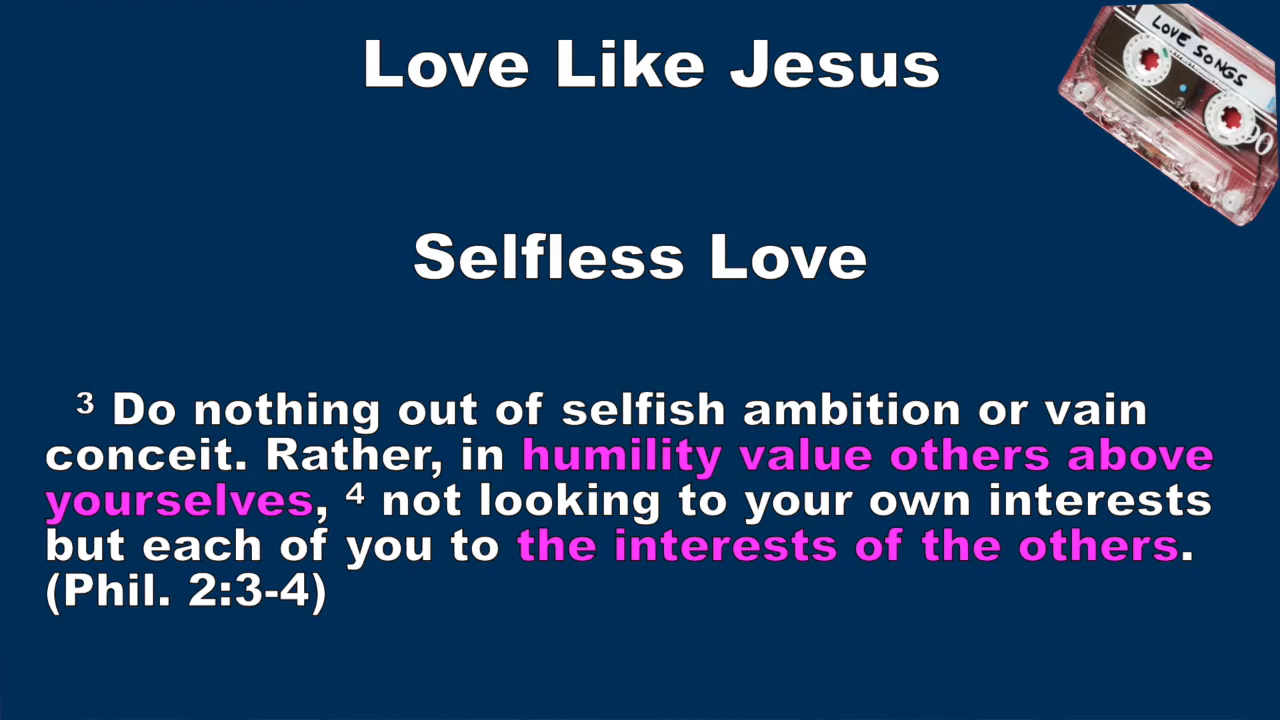 Love Like Jesus
LOVE SONGS
90
Selfless Love
³ Do nothing out of selfish ambition or vain
conceit. Rather, in humility value others above
yourselves, ⁴ not looking to your own interests
but each of you to the interests of the others.
(Phil. 2:3-4)